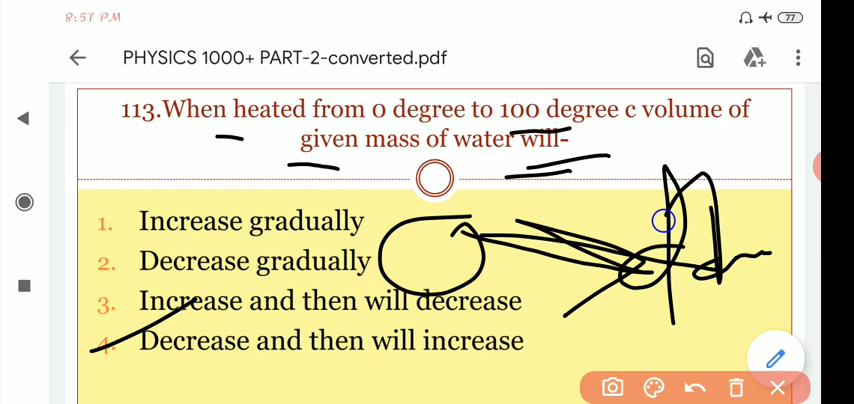 8:57 PM
77
PHYSICS 1000+ PART-2-converted.pdf
113.When heated from 0 degree to 100 degree c volume of
given mass of water will-
1. Increase gradually
2. Decrease gradually
3. Increase and then will decrease
4. Decrease and then will increase